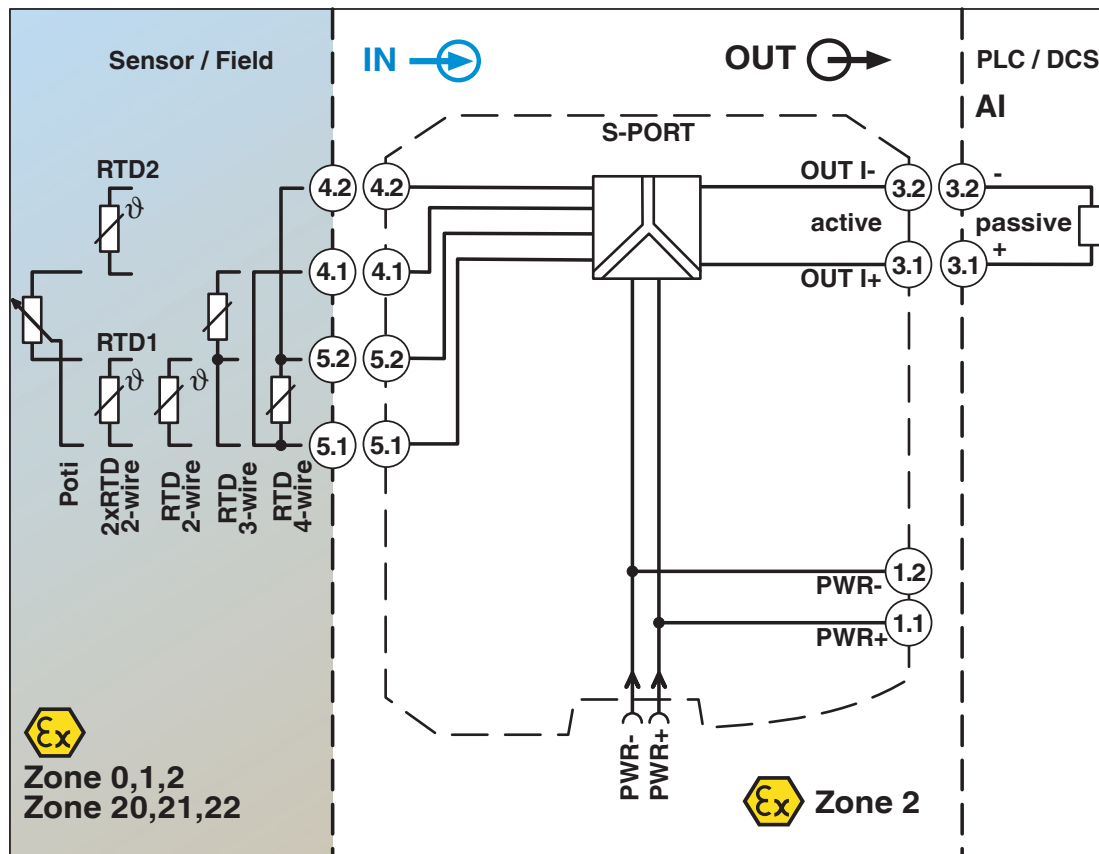 Sensor / Field
IN
OUT
PLC / DCS
AI
S-PORT
RTD2
ϑ
4.2
4.2
OUT I-
3.2
3.2
-
active
passive
4.1
4.1
OUT I+
3.1
3.1
+
RTD1
ϑ
ϑ
5.2
5.2
5.1
5.1
Poti
2xRTD
2-wire
RTD
2-wire
RTD
3-wire
RTD
4-wire
PWR-
1.2
PWR+
1.1
PWR-
PWR+
Ex
Zone 0,1,2
Zone 20,21,22
Ex
Zone 2